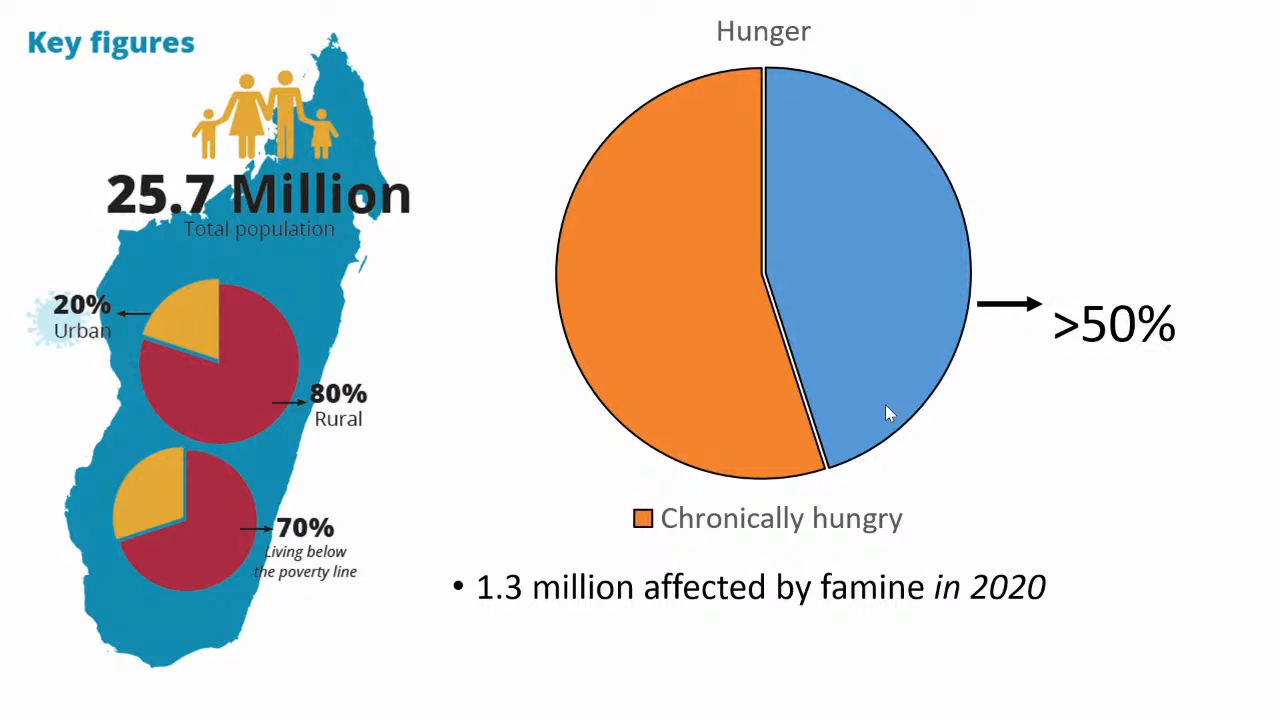 Key figures
25.7 Million
Total population
20%
Urban
80%
Rural
70%
Living below
the poverty line
Hunger
>50%
Chronically hungry
• 1.3 million affected by famine in 2020